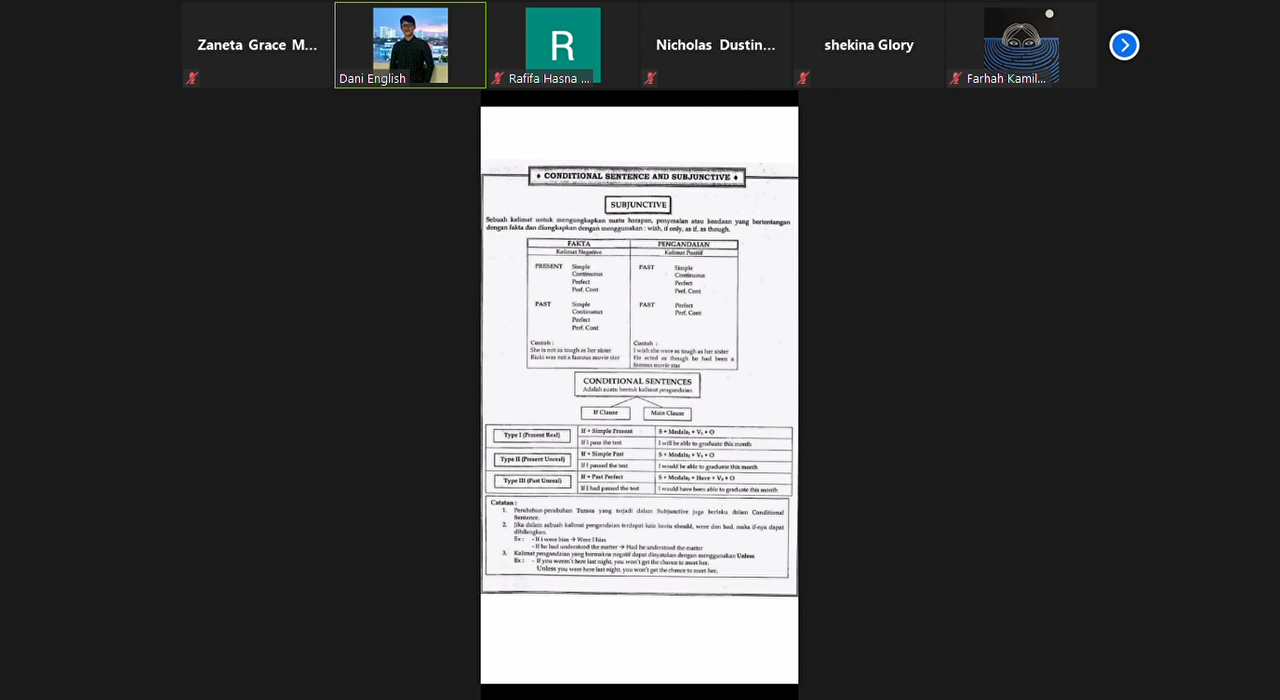 Zaneta Grace M...
Dani English
R
Rafifa Hasna ...
Nicholas Dustin...
shekina Glory
Farhah Kamil...
♦ CONDITIONAL SENTENCE AND SUBJUNCTIVE ♦
SUBJUNCTIVE
Sebuah kalimat untuk mengungkapkan suatu harapan, penyesalan atau keadaan yang bertentangan
dengan fakta dan diungkapkan dengan menggunakan : wish, if only, as if, as though.
FAKTA PENGANDAIAN
Kalimat Negative Kalimat Positif
PRESENT Simple PAST Simple
Continuous Continuous
Perfect Perfect
Perf. Cont Perf. Cont
PAST Simple PAST Perfect
Continuous Perf. Cont
Perfect
Perf. Cont
Contoh : Contoh :
She is not as tough as her sister I wish she were as tough as her sister
Ricki was not a famous movie star He acted as though he had been a
famous movie star
CONDITIONAL SENTENCES
Adalah suatu bentuk kalimat pengandaian
If Clause Main Clause
Type I (Present Real) If + Simple Present S + Modals₁ + V₁ + O
If I pass the test I will be able to graduate this month
Type II (Present Unreal) If + Simple Past S + Modals₂ + V₁ + O
If I passed the test I would be able to graduate this month
Type III (Past Unreal) If + Past Perfect S + Modals₂ + Have + V₃ + O
If I had passed the test I would have been able to graduate this month
Catatan :
1. Perubahan-perubahan Tenses yang terjadi dalam Subjunctive juga berlaku dalam Conditional
Sentence.
2. Jika dalam sebuah kalimat pengandaian terdapat kata bantu should, were dan had, maka if-nya dapat
dihilangkan.
Ex : - If i were him → Were I him
- If he had understood the matter → Had he understood the matter
3. Kalimat pengandaian yang bermakna negatif dapat dinyatakan dengan menggunakan Unless
Ex : - If you weren't here last night, you won't get the chance to meet her.
Unless you were here last night, you won't get the chance to meet her.